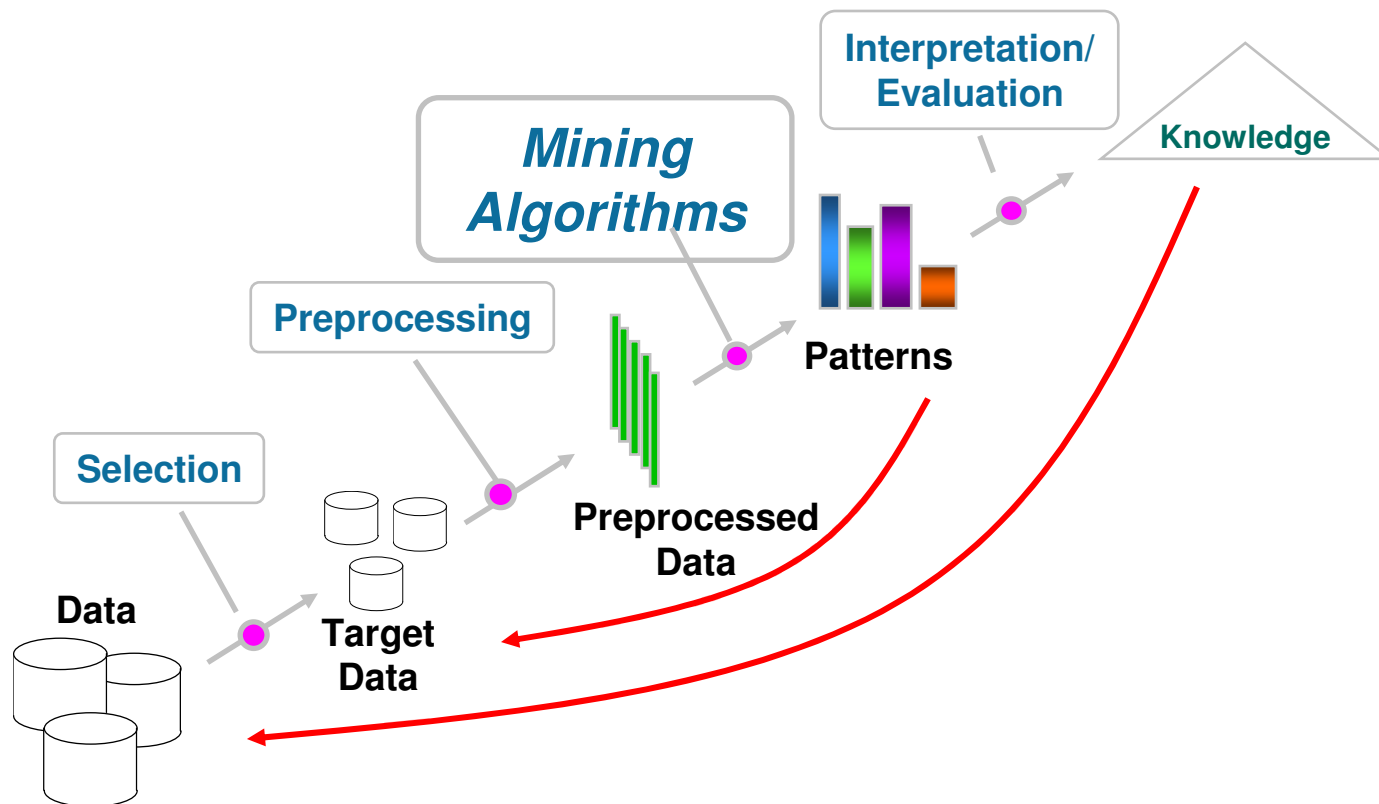 Interpretation/
Evaluation
Knowledge
Mining
Algorithms
Preprocessing
Patterns
Selection
Preprocessed
Data
Data
Target
Data